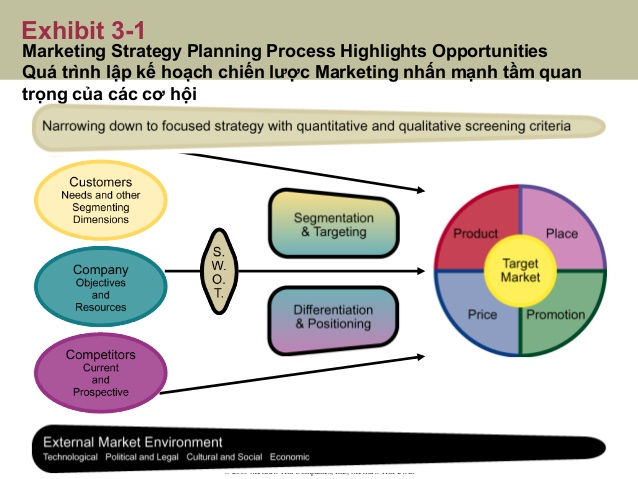 Exhibit 3-1
Marketing Strategy Planning Process Highlights Opportunities
Quá trình lập kế hoạch chiến lược Marketing nhấn mạnh tầm quan
trọng của các cơ hội
Narrowing down to focused strategy with quantitative and qualitative screening criteria
Customers
Needs and other
Segmenting
Dimensions
Company
Objectives
and
Resources
Competitors
Current
and
Prospective
S.
W.
O.
T.
Segmentation
& Targeting
Differentiation
& Positioning
Product
Place
Target
Market
Price
Promotion
External Market Environment
Technological Political and Legal Cultural and Social Economic